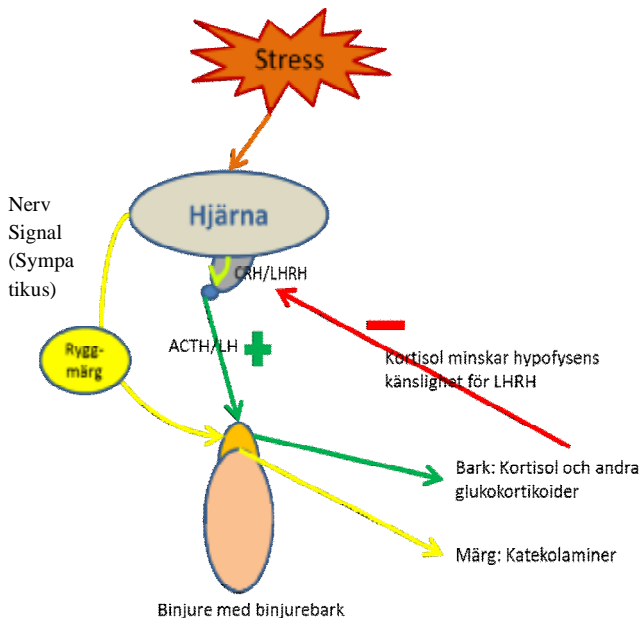 Stress
Hjärna
Nerv
Signal
(Sympa
tikus)
CRH/LHRH
ACTH/LH
Rygg-
märg
Kortisol minskar hypofysens
känslighet för LHRH
Bark: Kortisol och andra
glukokortikoider
Märg: Katekolaminer
Binjure med binjurebark